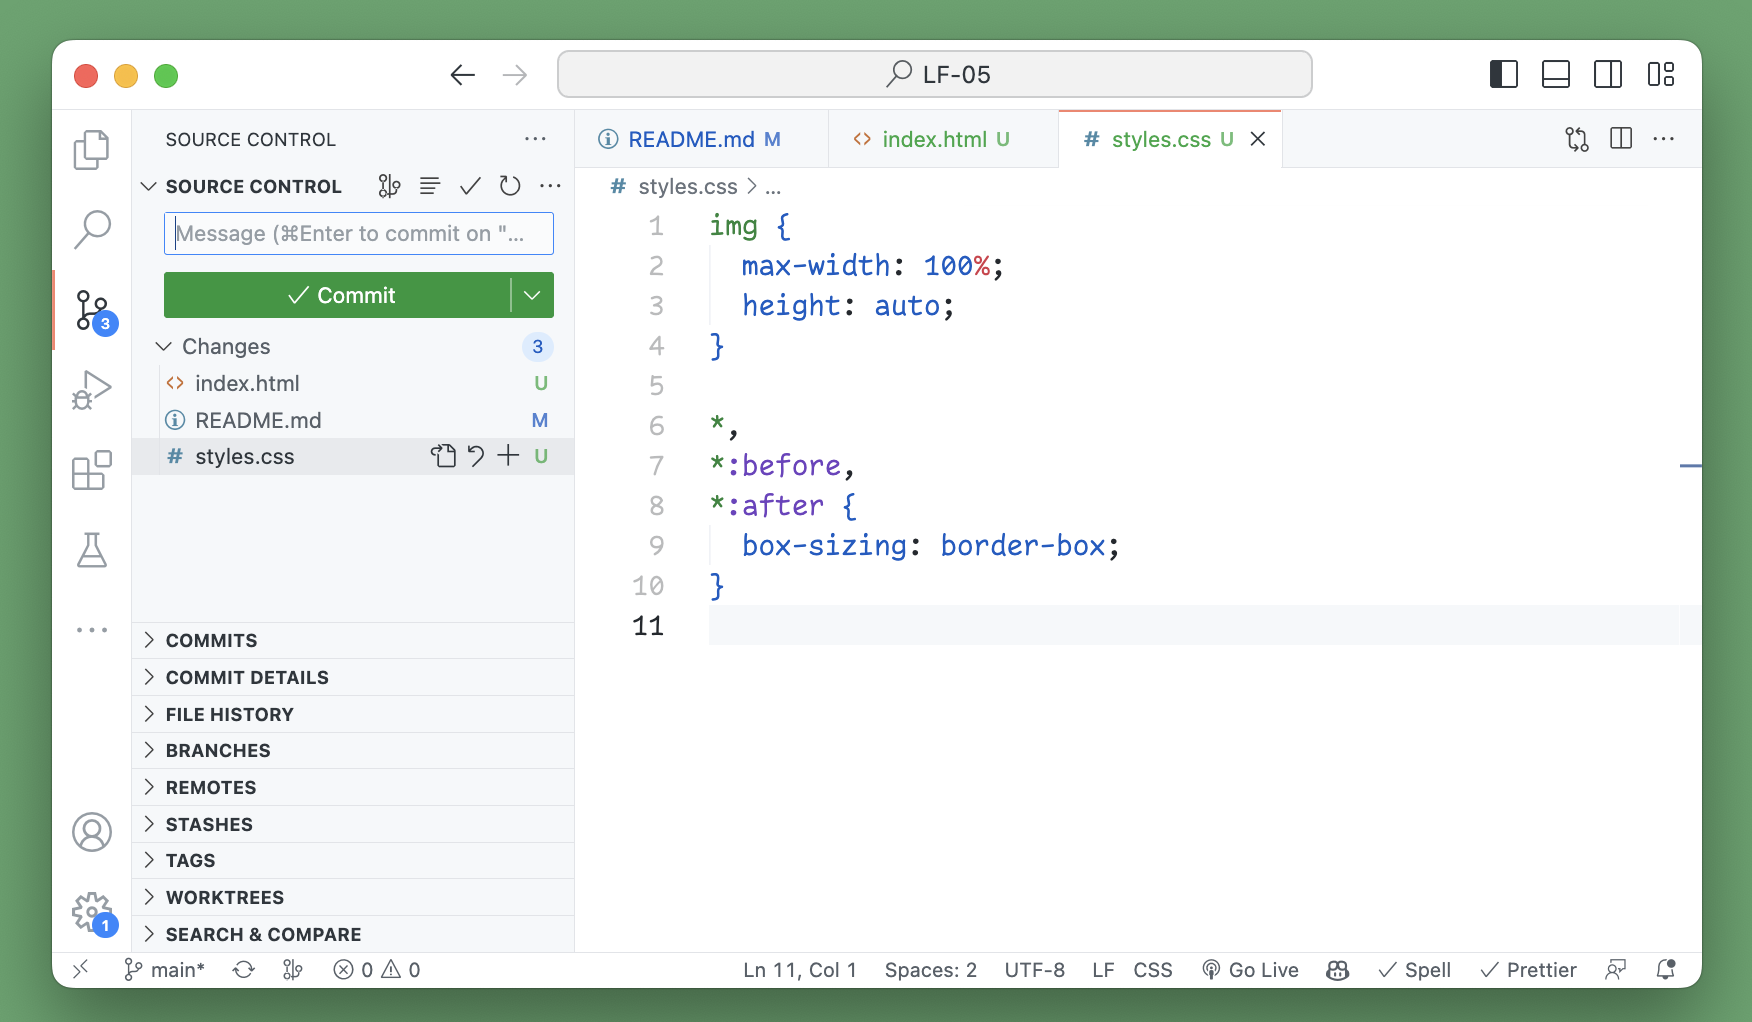 LF-05
SOURCE CONTROL
SOURCE CONTROL
Message (⌘Enter to commit on "...
Commit
Changes 3
index.html U
README.md M
styles.css U
3
COMMITS
COMMIT DETAILS
FILE HISTORY
BRANCHES
REMOTES
STASHES
TAGS
WORKTREES
SEARCH & COMPARE
1
README.md M
index.html U
styles.css U
# styles.css > ...
1 img {
2 max-width: 100%;
3 height: auto;
4 }
5
6 *,
7 *:before,
8 *:after {
9 box-sizing: border-box;
10 }
11
main* 0 0 Ln 11, Col 1 Spaces: 2 UTF-8 LF CSS Go Live Spell Prettier